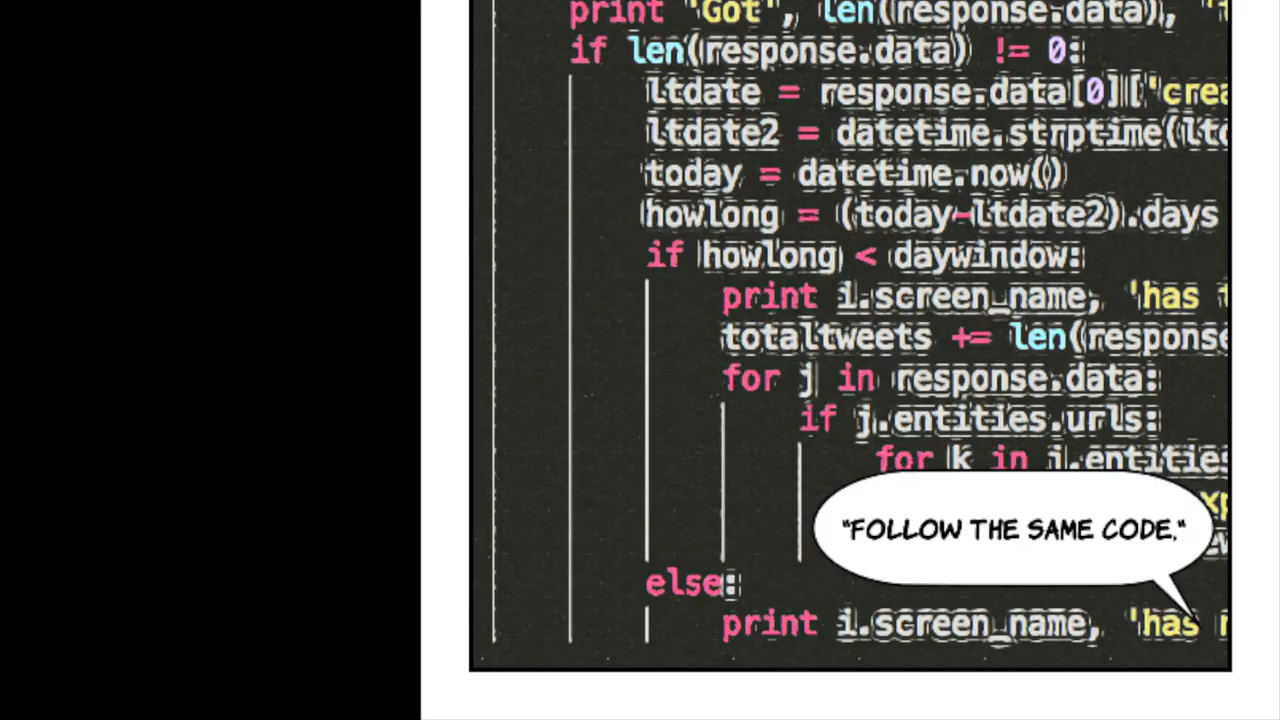 print 'Got', len(response.data),
if len(response.data) != 0:
ltdate = response.data[0]['crea
ltdate2 = datetime.strptime(ltd
today = datetime.now()
howlong = (today-ltdate2).days
if howlong < daywindow:
print i.screen_name, 'has
totaltweets += len(response
for j in response.data:
if j.entities.urls:
for k in j.entities
xp
"FOLLOW THE SAME CODE."
else:
print i.screen_name, 'has